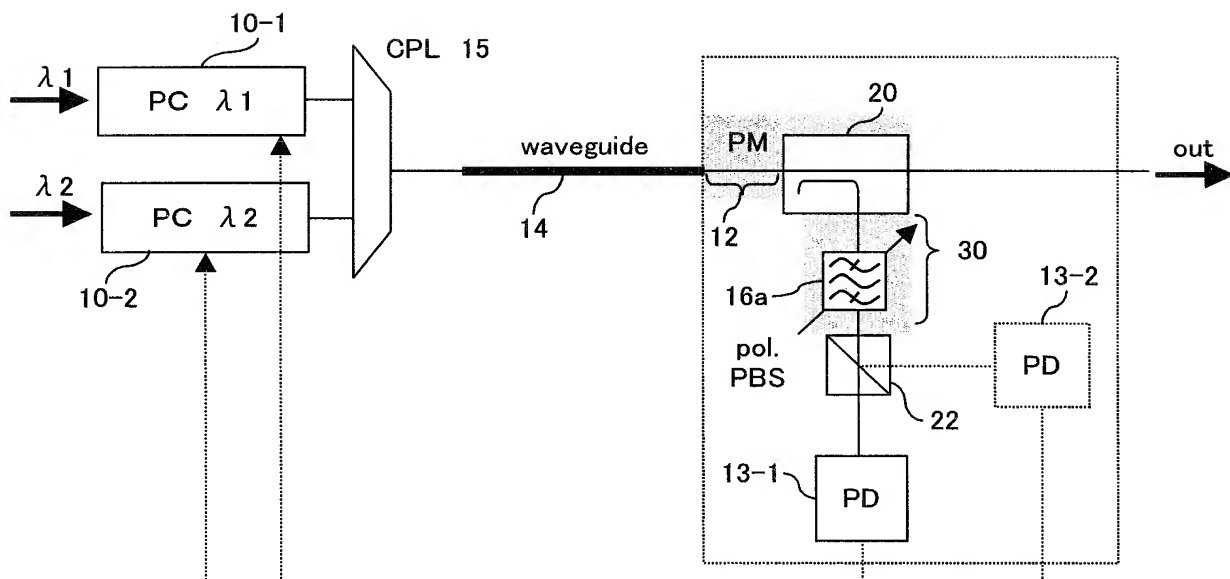 10-1
CPL 15
λ1
PC λ1
20
PM
waveguide
out
λ2
PC λ2
14
12
30
10-2
16a
13-2
pol.
PBS
PD
22
13-1
PD